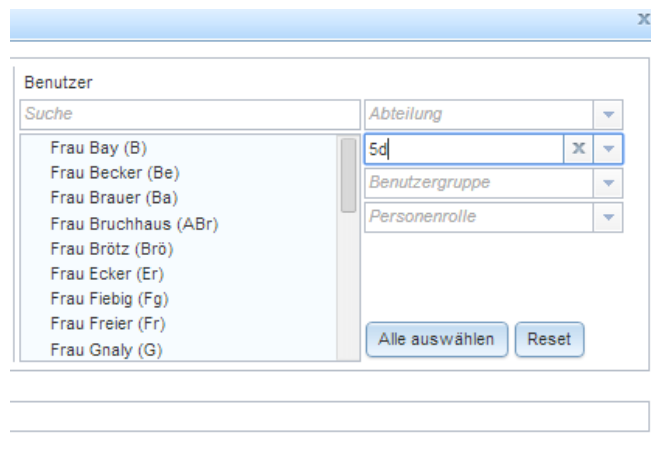 x
Benutzer
Suche
Abteilung
Frau Bay (B)
5d x
Frau Becker (Be)
Benutzergruppe
Frau Brauer (Ba)
Personenrolle
Frau Bruchhaus (ABr)
Frau Brötz (Brö)
Frau Ecker (Er)
Frau Fiebig (Fg)
Frau Freier (Fr)
Alle auswählen Reset
Frau Gnaly (G)